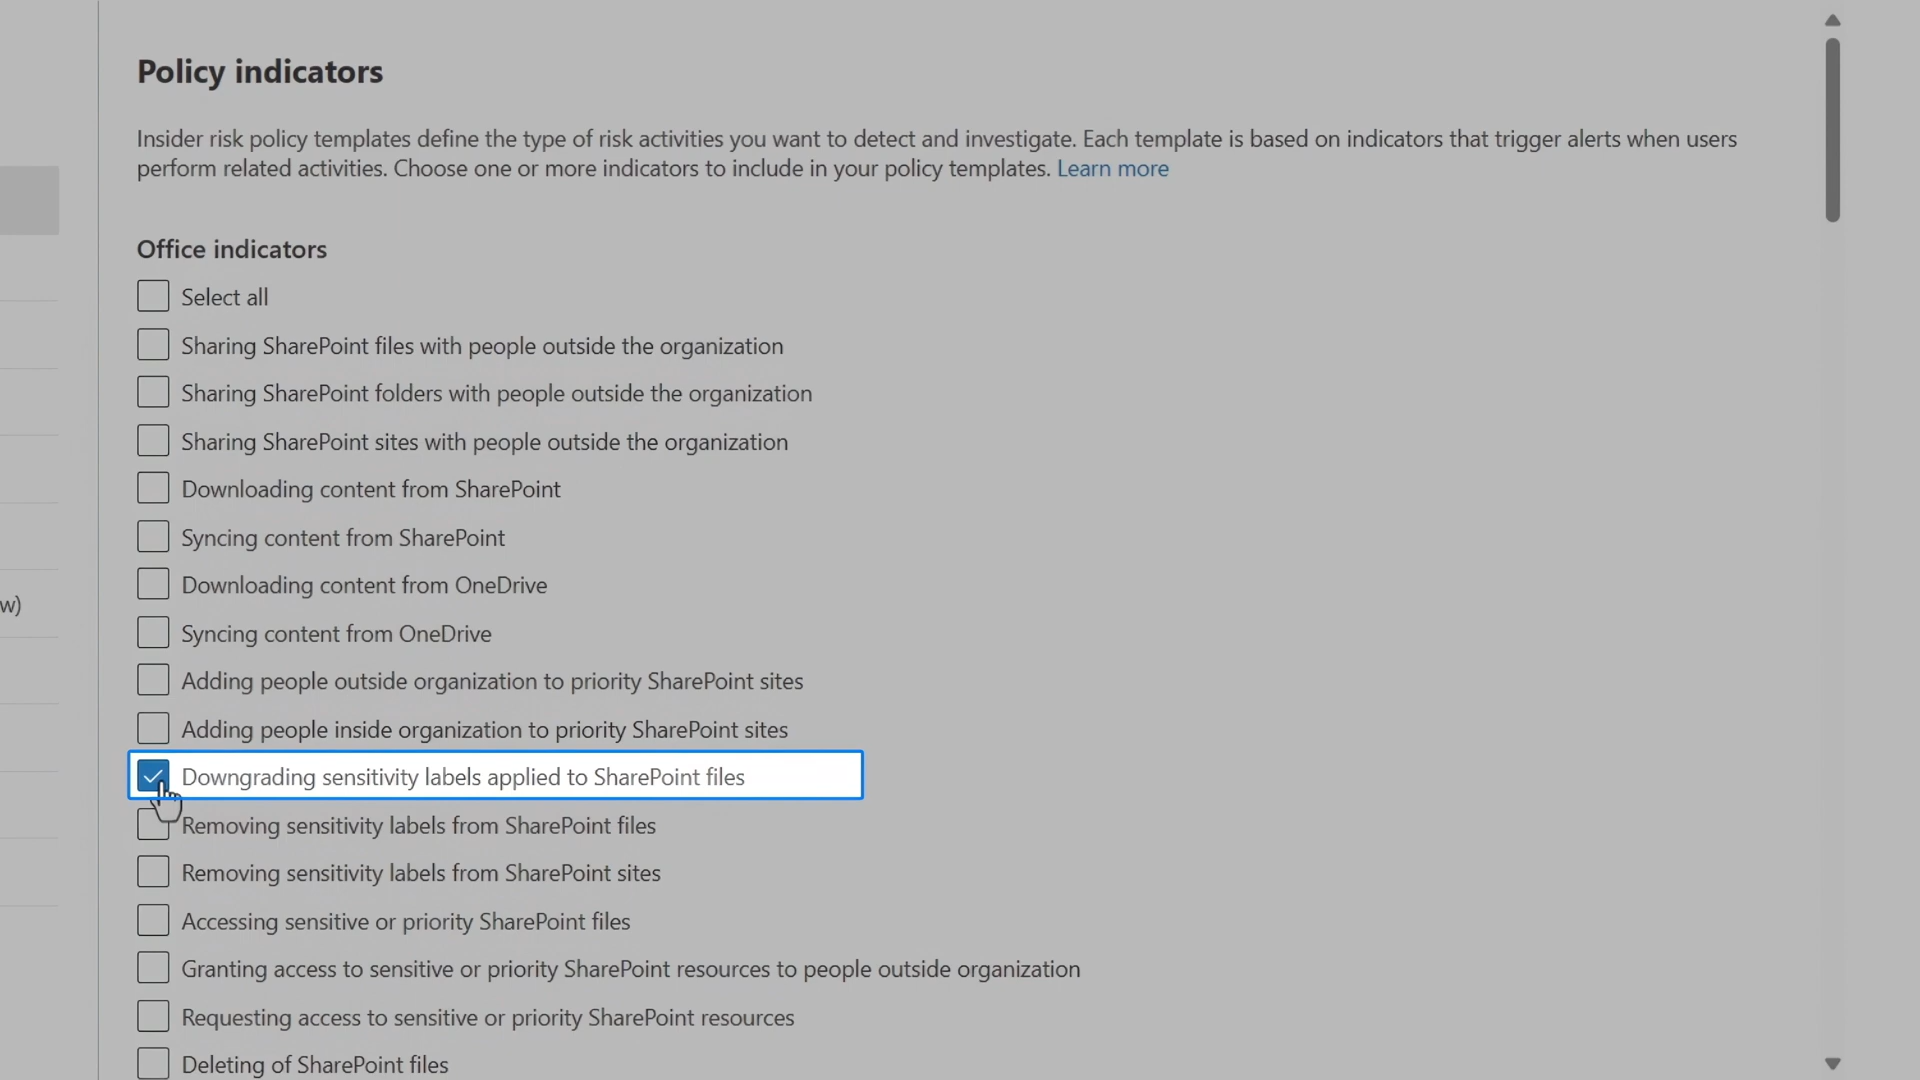 Policy indicators
Insider risk policy templates define the type of risk activities you want to detect and investigate. Each template is based on indicators that trigger alerts when users
perform related activities. Choose one or more indicators to include in your policy templates. Learn more
Office indicators
Select all
Sharing SharePoint files with people outside the organization
Sharing SharePoint folders with people outside the organization
Sharing SharePoint sites with people outside the organization
Downloading content from SharePoint
Syncing content from SharePoint
Downloading content from OneDrive
w)
Syncing content from OneDrive
Adding people outside organization to priority SharePoint sites
Adding people inside organization to priority SharePoint sites
Downgrading sensitivity labels applied to SharePoint files
Removing sensitivity labels from SharePoint files
Removing sensitivity labels from SharePoint sites
Accessing sensitive or priority SharePoint files
Granting access to sensitive or priority SharePoint resources to people outside organization
Requesting access to sensitive or priority SharePoint resources
Deleting of SharePoint files